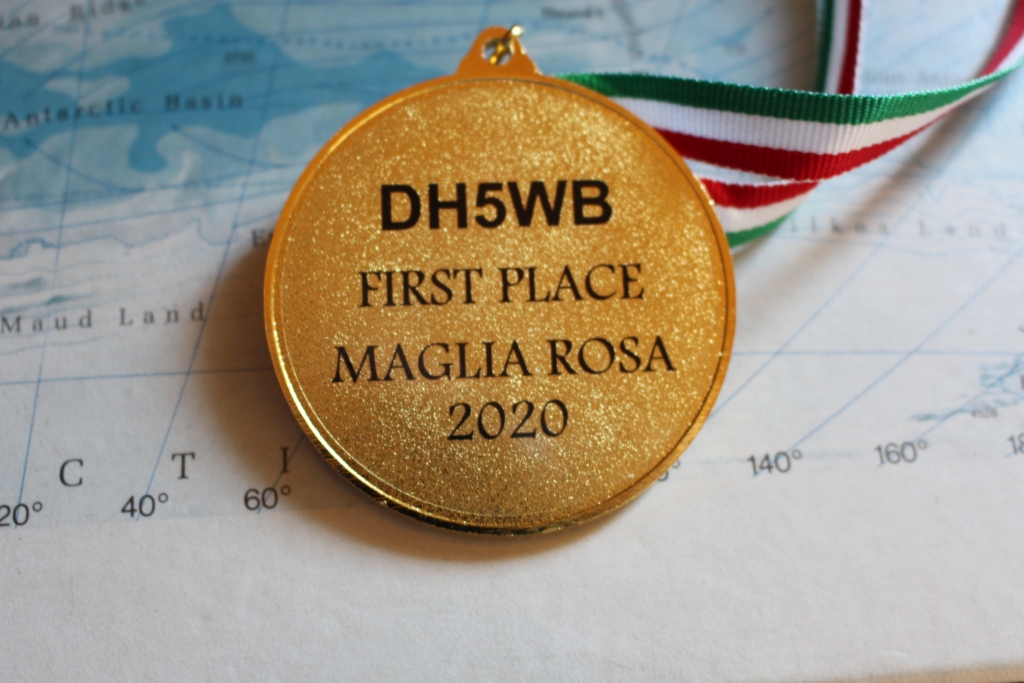 Antarctic Basin
DH5WB
FIRST PLACE
MAGLIA ROSA
2020
Maud Land
C T I
20° 40° 60° 140° 160°